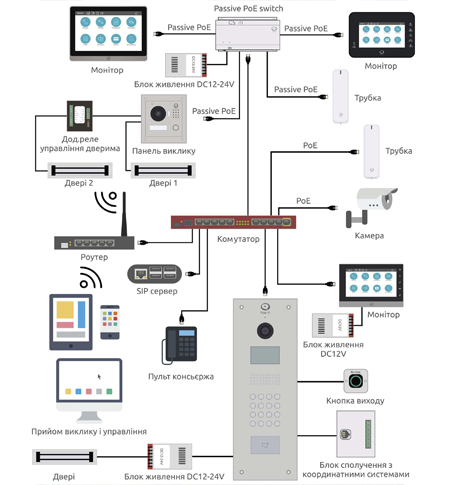 Passive PoE switch
Passive PoE
Passive PoE
Монітор
Монітор
Блок живлення DC12-24V
Passive PoE
Passive PoE
Трубка
Дод.реле
управління дверима
Панель виклику
PoE
Трубка
Двері 2
Двері 1
PoE
Камера
Комутатор
Роутер
SIP сервер
Монітор
Блок живлення
DC12V
Пульт консьєржа
Кнопка виходу
Прийом виклику і управління
Блок сполучення з
координатними системами
Двері
Блок живлення DC12-24V